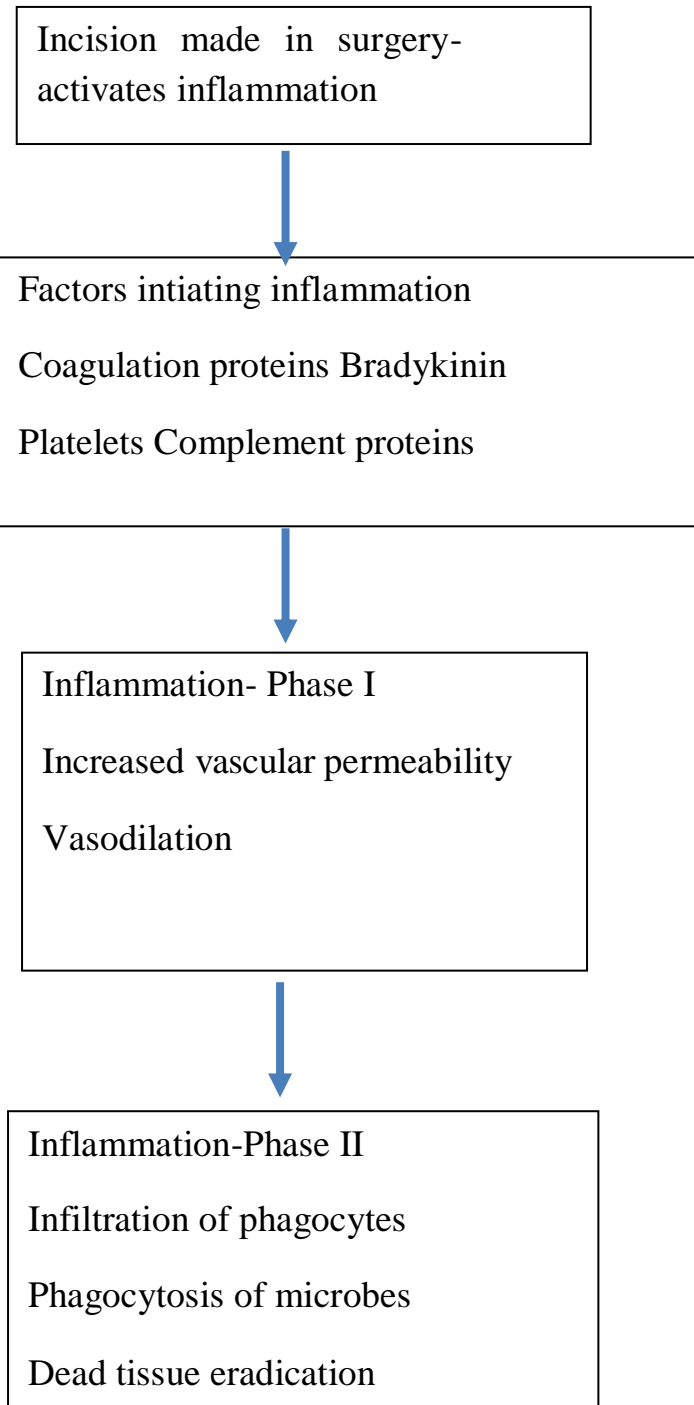 Incision made in surgery-
activates inflammation
Factors intiating inflammation
Coagulation proteins Bradykinin
Platelets Complement proteins
Inflammation- Phase I
Increased vascular permeability
Vasodilation
Inflammation-Phase II
Infiltration of phagocytes
Phagocytosis of microbes
Dead tissue eradication